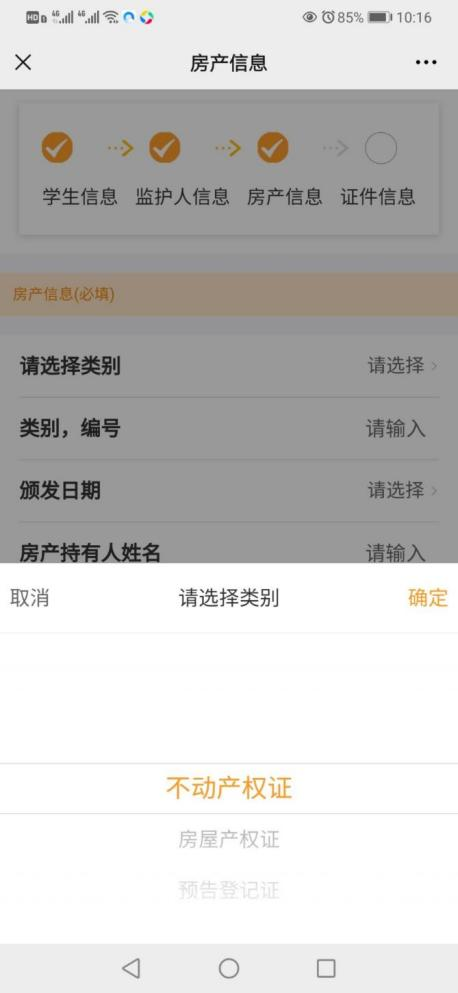 HD 4G 4G 85% 10:16
房产信息
学生信息 监护人信息 房产信息 证件信息
房产信息(必填)
请选择类别 请选择
类别，编号 请输入
颁发日期 请选择
房产持有人姓名 请输入
取消 请选择类别 确定
不动产权证
房屋产权证
预告登记证